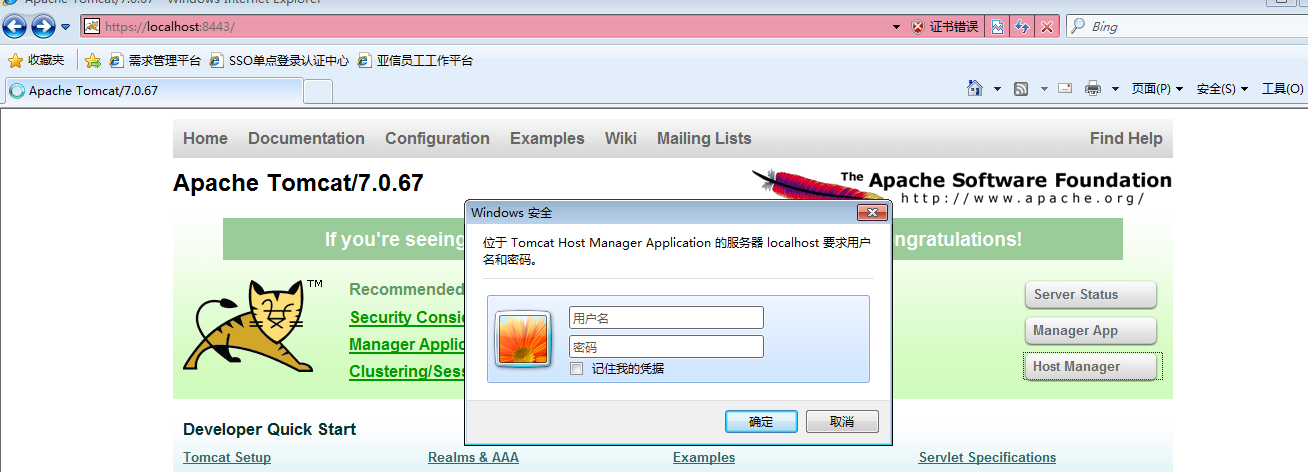 Apache Tomcat/7.0.67 - Windows Internet Explorer
https://localhost:8443/
证书错误
Bing
收藏夹
需求管理平台
SSO单点登录认证中心
亚信员工工作平台
Apache Tomcat/7.0.67
页面(P)
安全(S)
工具(O)
Home
Documentation
Configuration
Examples
Wiki
Mailing Lists
Find Help
Apache Tomcat/7.0.67
The Apache Software Foundation
http://www.apache.org/
Windows 安全
If you're seeing
ngratulations!
位于 Tomcat Host Manager Application 的服务器 localhost 要求用户
名和密码。
TM
Recommended
Security Consi
Manager Applic
Clustering/Sess
用户名
密码
记住我的凭据
确定
取消
Server Status
Manager App
Host Manager
Developer Quick Start
Tomcat Setup
Realms & AAA
Examples
Servlet Specifications